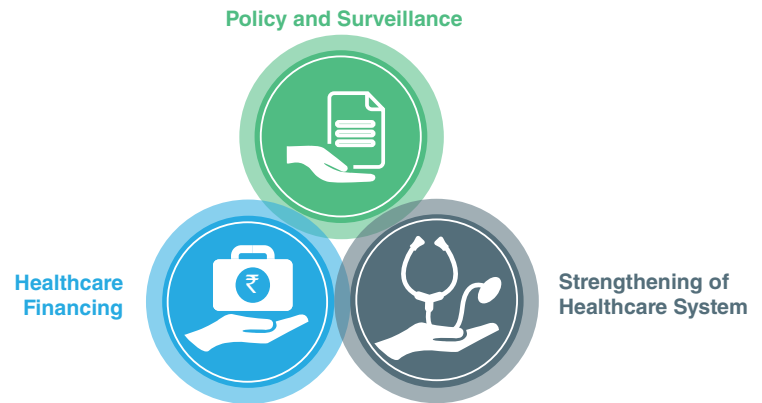 Policy and Surveillance
₹
Healthcare
Financing
Strengthening of
Healthcare System